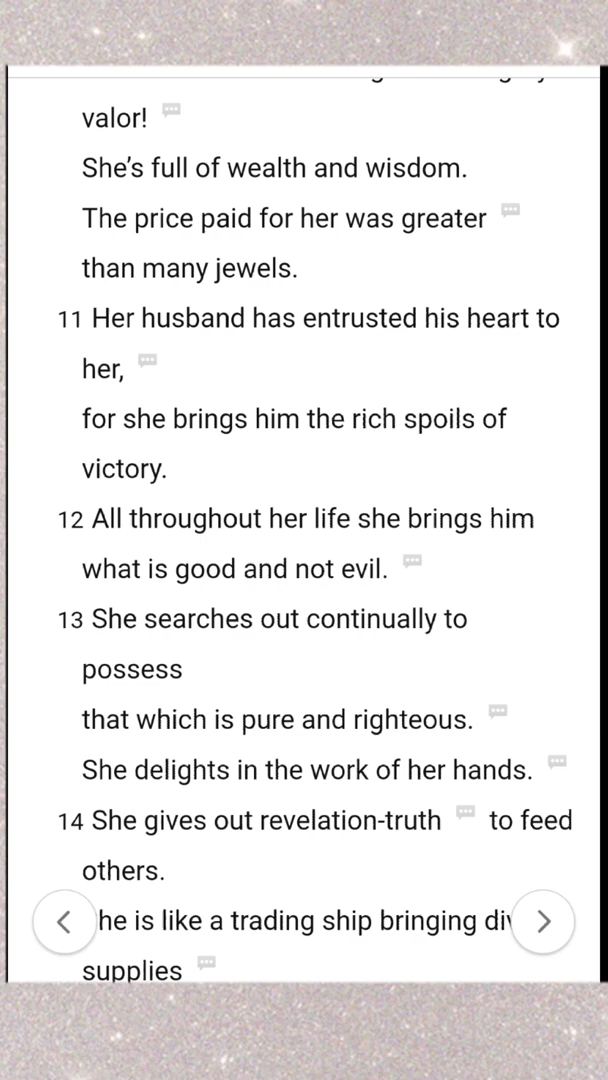 valor!
She’s full of wealth and wisdom.
The price paid for her was greater
than many jewels.
11 Her husband has entrusted his heart to
her,
for she brings him the rich spoils of
victory.
12 All throughout her life she brings him
what is good and not evil.
13 She searches out continually to
possess
that which is pure and righteous.
She delights in the work of her hands.
14 She gives out revelation-truth to feed
others.
he is like a trading ship bringing
supplies